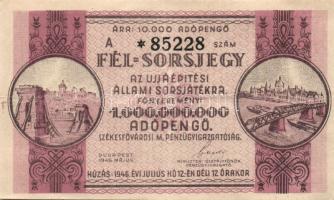 ÁRA: 10.000 ADÓPENGŐ
A *85228 SZÁM
FÉL=SORSJEGY
AZ UJJÁÉPITÉSI
ÁLLAMI SORSJÁTÉKRA.
FŐNYEREMÉNY
1.000,000.000
ADÓPENGŐ.
SZÉKESFŐVÁROSI M. PÉNZÜGYIGAZGATÓSÁG.
BUDAPEST
1946 MÁJUS
HÚZÁS: 1946. ÉVI JÚLIUS HÓ 12-ÉN DÉLI 12 ÓRAKOR